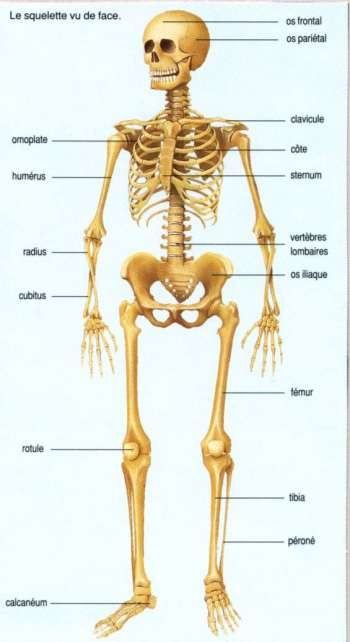 Le squelette vu de face.
os frontal
os pariétal
clavicule
omoplate
côte
humérus
sternum
vertèbres
lombaires
radius
os iliaque
cubitus
fémur
rotule
tibia
péroné
calcanéum